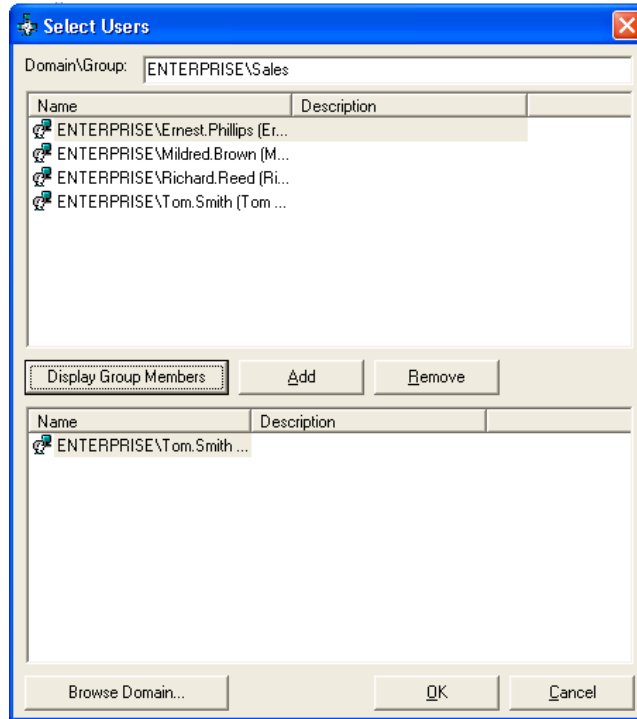 Select Users
Domain\Group: ENTERPRISE\Sales
Name Description
ENTERPRISE\Ernest.Phillips (Er...
ENTERPRISE\Mildred.Brown (M...
ENTERPRISE\Richard.Reed (Ri...
ENTERPRISE\Tom.Smith (Tom ...
Display Group Members Add Remove
Name Description
ENTERPRISE\Tom.Smith ...
Browse Domain... OK Cancel